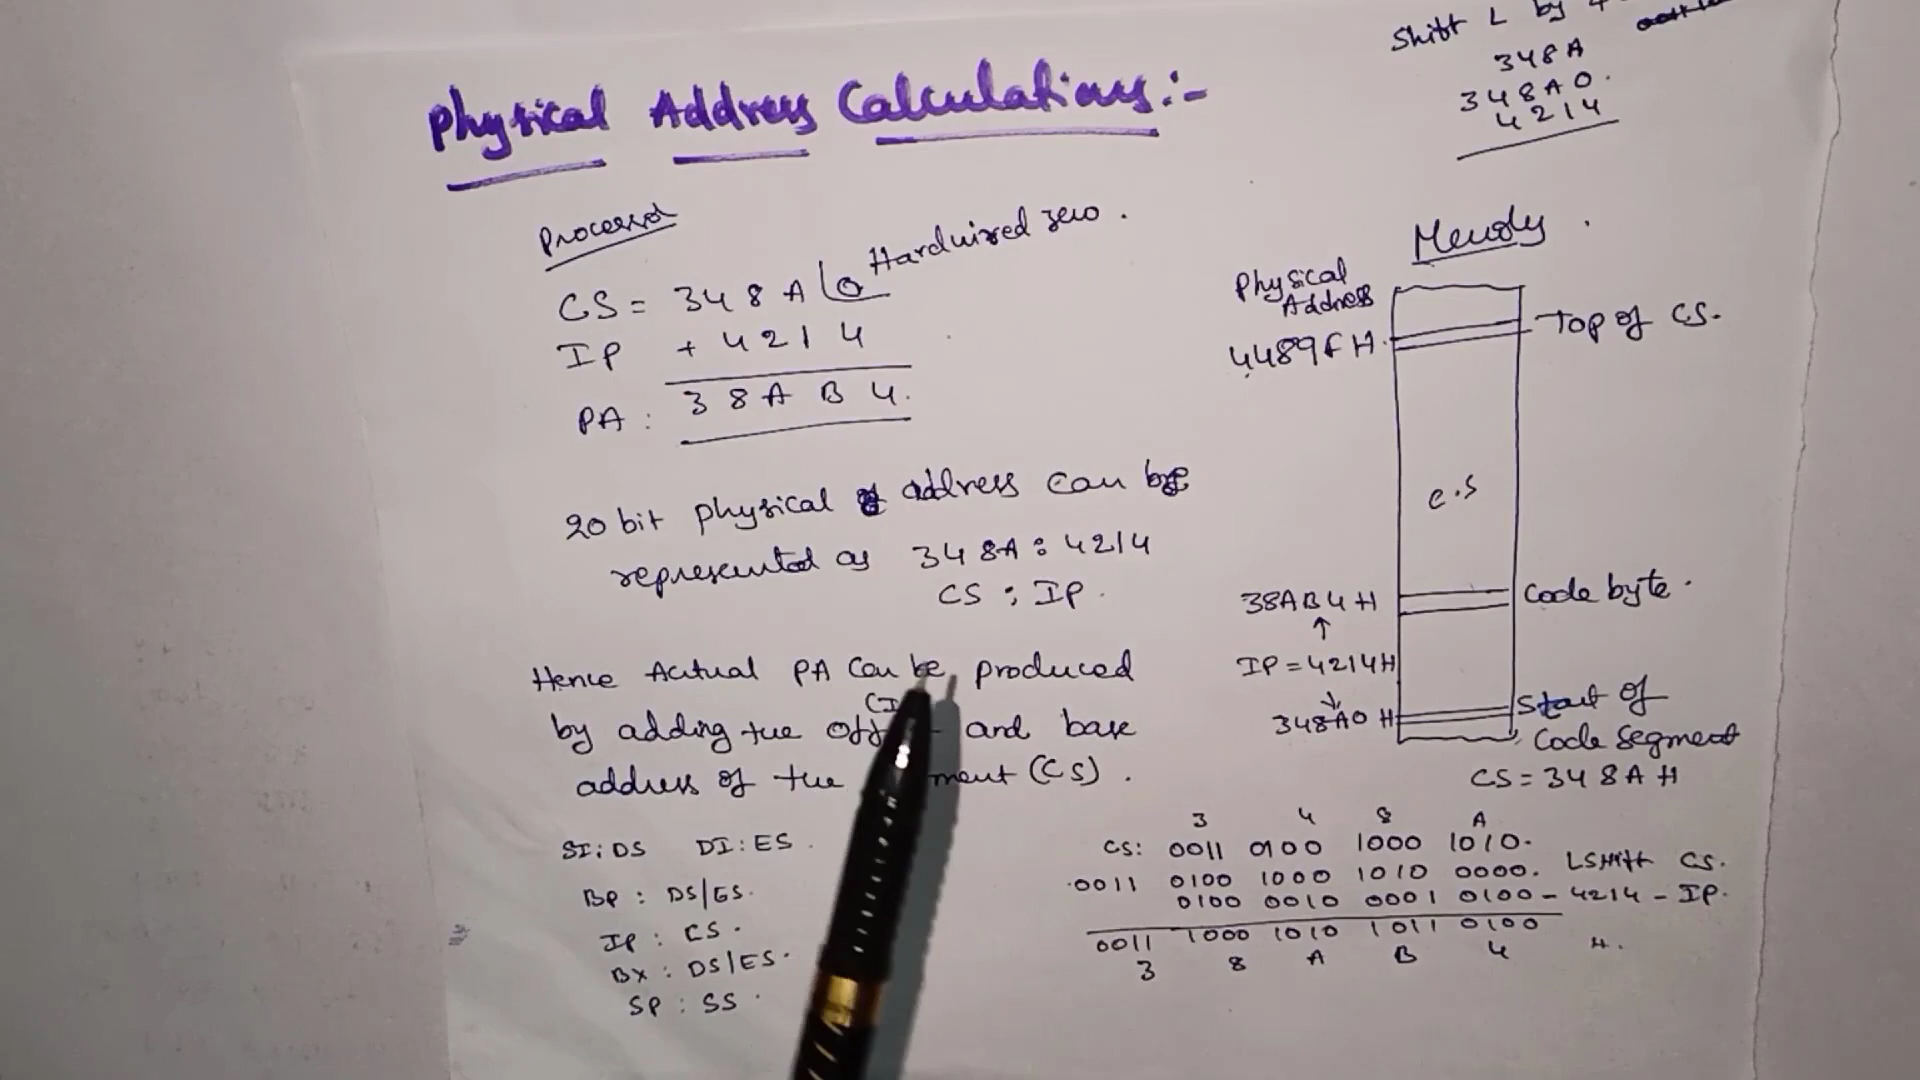 Physical Address Calculations:-
Shift L by 4
348A
348A0.
4214
Processor
CS = 348A 0 Hardwired zero.
IP + 4214
PA : 38AB4.
20 bit physical address can be
represented as 348A : 4214
CS : IP.
Hence Actual PA can be produced
by adding the and base
address of the (CS).
SI : DS DI : ES.
BP : DS/ES.
IP : CS.
BX : DS/ES.
SP : SS.
Memory.
Physical
Address
4489FH. Top of CS.
C.S
38AB4H Code byte.
↑
IP = 4214H
↓
348A0 H Start of
Code Segment
CS = 348A H
3 4 8 A
CS: 0011 0100 1000 1010.
0011 0100 1000 1010 0000. LShift CS.
0100 0010 0001 0100 - 4214 - IP.
0011 1000 1010 1011 0100
3 8 A B 4 H.